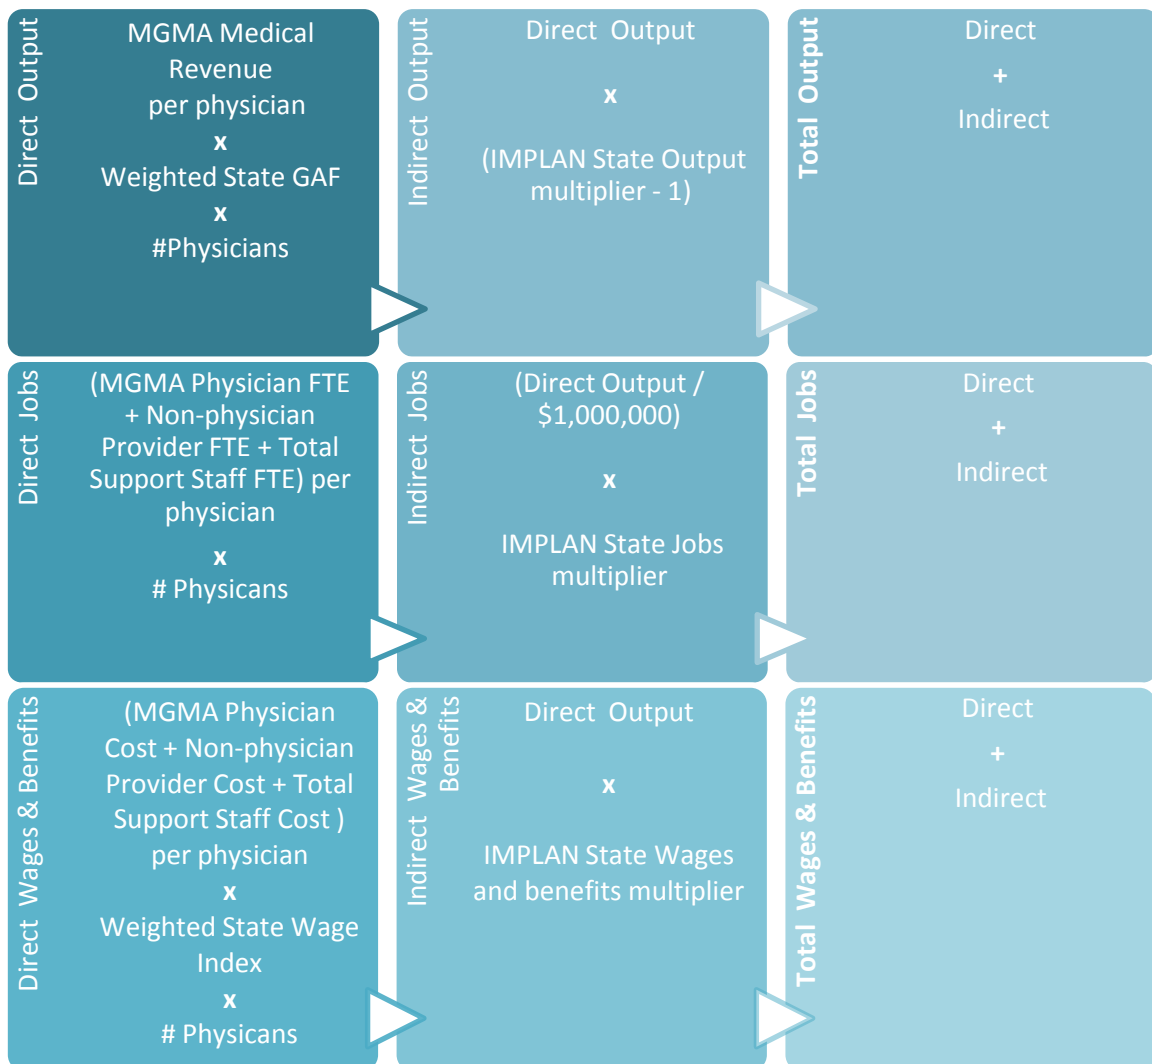 Direct Output
MGMA Medical
Revenue
per physician
x
Weighted State GAF
x
#Physicians
Indirect Output
Direct Output
x
(IMPLAN State Output
multiplier - 1)
Total Output
Direct
+
Indirect
Direct Jobs
(MGMA Physician FTE
+ Non-physician
Provider FTE + Total
Support Staff FTE) per
physician
x
# Physicans
Indirect Jobs
(Direct Output /
$1,000,000)
x
IMPLAN State Jobs
multiplier
Total Jobs
Direct
+
Indirect
Direct Wages & Benefits
(MGMA Physician
Cost + Non-physician
Provider Cost + Total
Support Staff Cost )
per physician
x
Weighted State Wage
Index
x
# Physicans
Indirect Wages &
Benefits
Direct Output
x
IMPLAN State Wages
and benefits multiplier
Total Wages & Benefits
Direct
+
Indirect